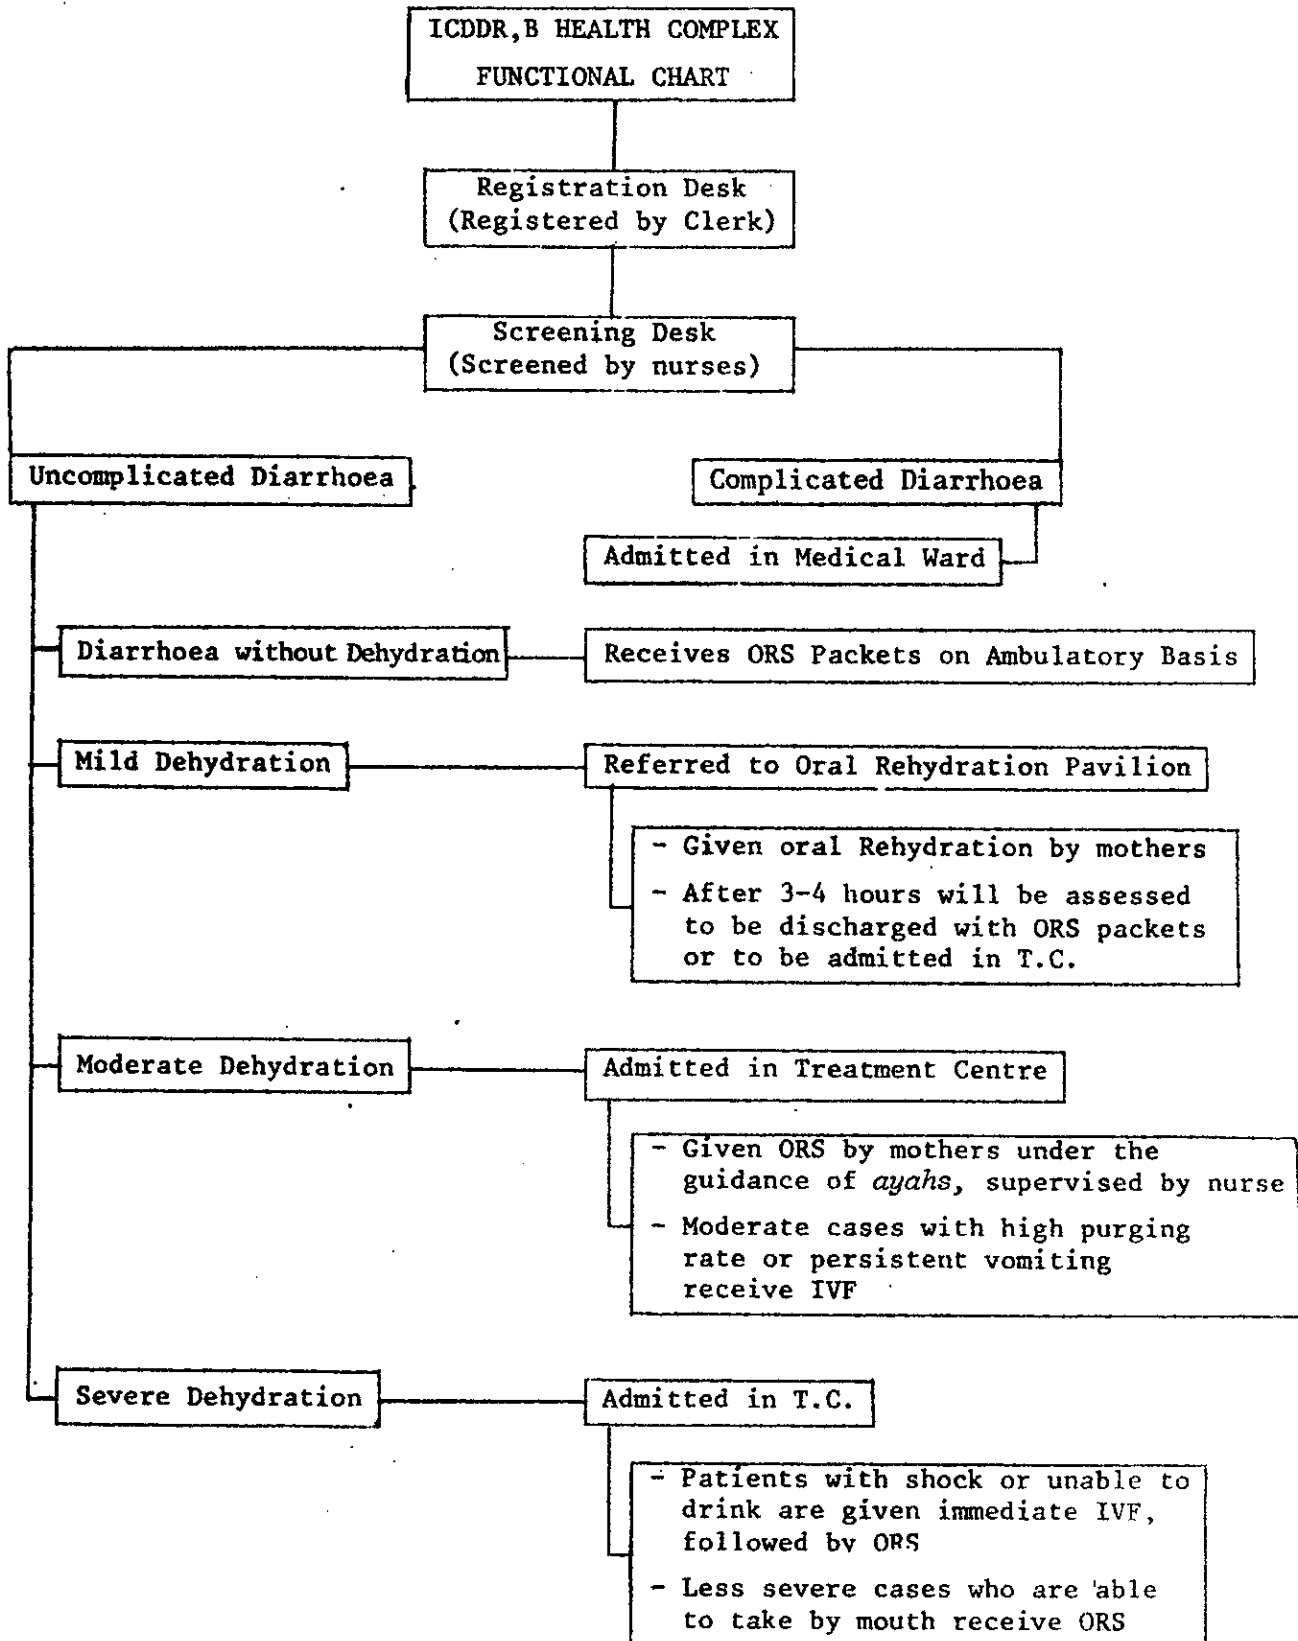 ICDDR,B HEALTH COMPLEX
FUNCTIONAL CHART
Registration Desk
(Registered by Clerk)
Screening Desk
(Screened by nurses)
Uncomplicated Diarrhoea
Complicated Diarrhoea
Admitted in Medical Ward
Diarrhoea without Dehydration
Receives ORS Packets on Ambulatory Basis
Mild Dehydration
Referred to Oral Rehydration Pavilion
- Given oral Rehydration by mothers
- After 3-4 hours will be assessed
to be discharged with ORS packets
or to be admitted in T.C.
Moderate Dehydration
Admitted in Treatment Centre
- Given ORS by mothers under the
guidance of ayahs, supervised by nurse
- Moderate cases with high purging
rate or persistent vomiting
receive IVF
Severe Dehydration
Admitted in T.C.
- Patients with shock or unable to
drink are given immediate IVF,
followed by ORS
- Less severe cases who are able
to take by mouth receive ORS